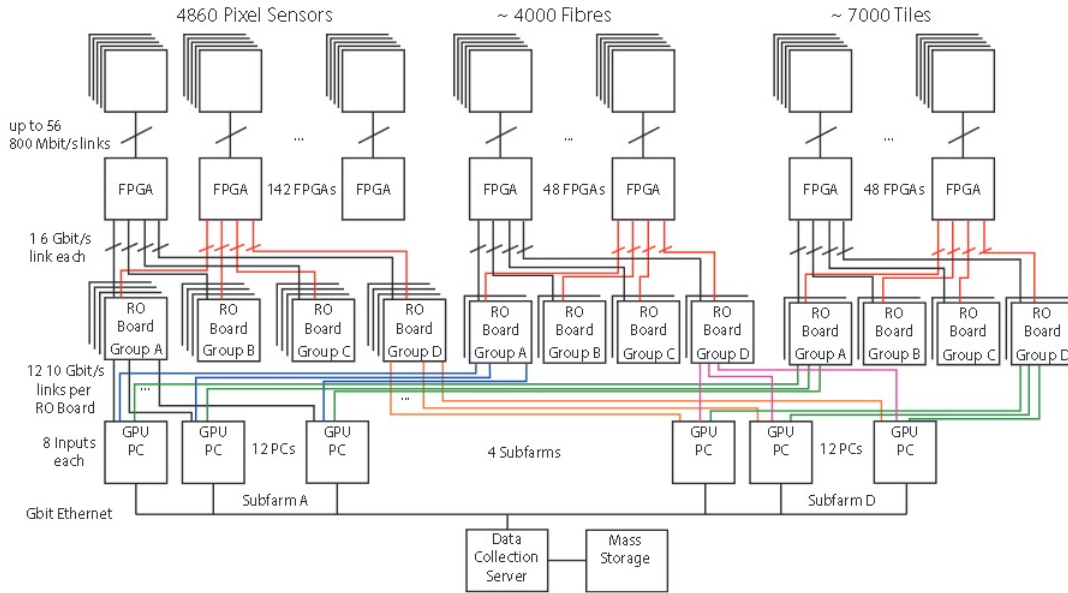 4860 Pixel Sensors
~ 4000 Fibres
~ 7000 Tiles
up to 56
800 Mbit/s links
...
...
...
FPGA
FPGA
142 FPGAs
FPGA
FPGA
48 FPGAs
FPGA
FPGA
48 FPGAs
FPGA
1 6 Gbit/s
link each
RO
Board
Group A
RO
Board
Group B
RO
Board
Group C
RO
Board
Group D
RO
Board
Group A
RO
Board
Group B
RO
Board
Group C
RO
Board
Group D
RO
Board
Group A
RO
Board
Group B
RO
Board
Group C
RO
Board
Group D
12 10 Gbit/s
links per
RO Board
...
...
8 Inputs
each
GPU
PC
GPU
PC
12 PCs
GPU
PC
4 Subfarms
GPU
PC
GPU
PC
12 PCs
GPU
PC
Subfarm A
Subfarm D
Gbit Ethernet
Data
Collection
Server
Mass
Storage